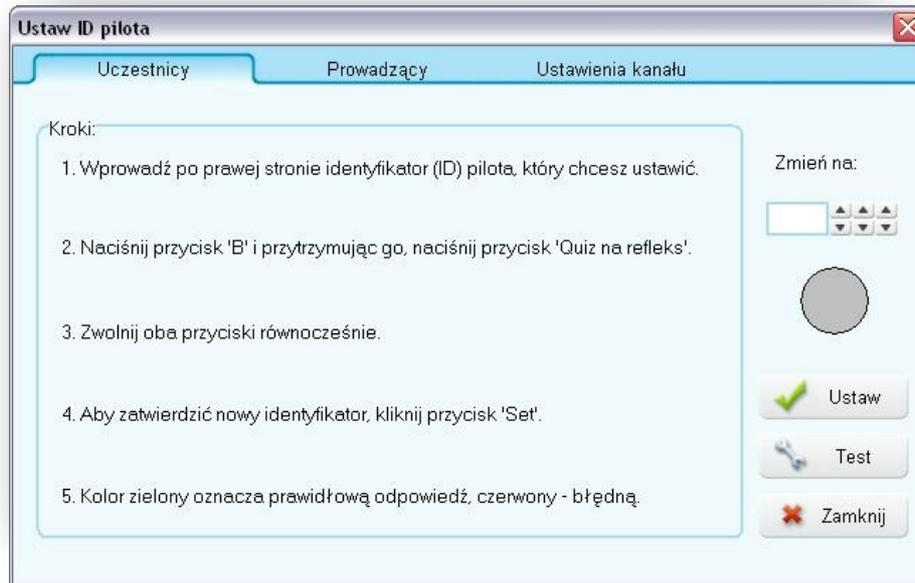 Ustaw ID pilota
Uczestnicy
Prowadzący
Ustawienia kanału
Kroki:
1. Wprowadź po prawej stronie identyfikator (ID) pilota, który chcesz ustawić.
2. Naciśnij przycisk 'B' i przytrzymując go, naciśnij przycisk 'Quiz na refleks'.
3. Zwolnij oba przyciski równocześnie.
4. Aby zatwierdzić nowy identyfikator, kliknij przycisk 'Set'.
5. Kolor zielony oznacza prawidłową odpowiedź, czerwony - błędną.
Zmień na:
Ustaw
Test
Zamknij